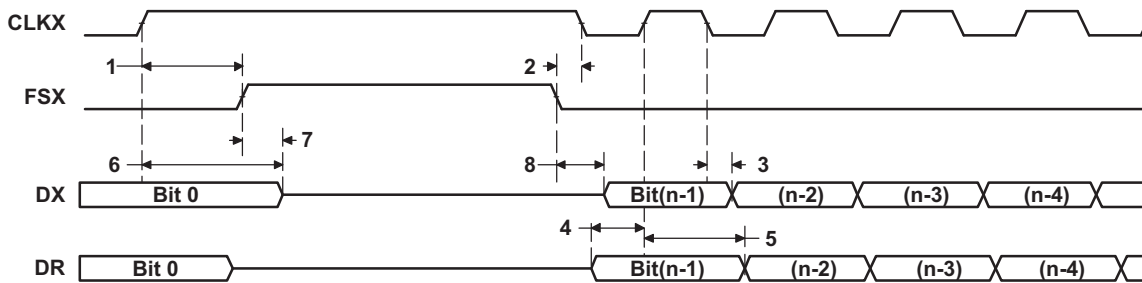 CLKX
1 2
FSX
7
6 8 3
DX Bit 0 Bit(n-1) (n-2) (n-3) (n-4)
4 5
DR Bit 0 Bit(n-1) (n-2) (n-3) (n-4)